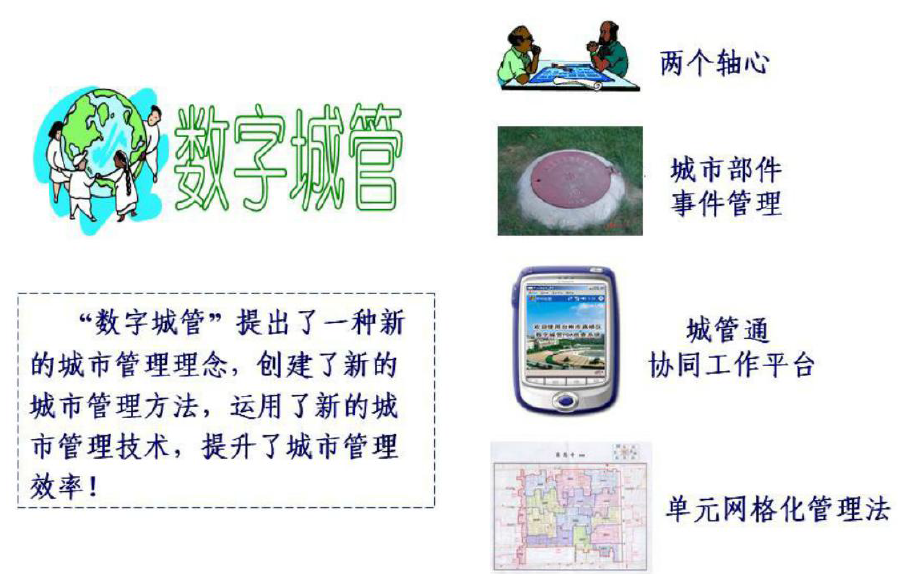 数字城管
“数字城管”提出了一种新
的城市管理理念，创建了新的
城市管理方法，运用了新的城
市管理技术，提升了城市管理
效率！
两个轴心
城市部件
事件管理
城管通
协同工作平台
单元网格化管理法